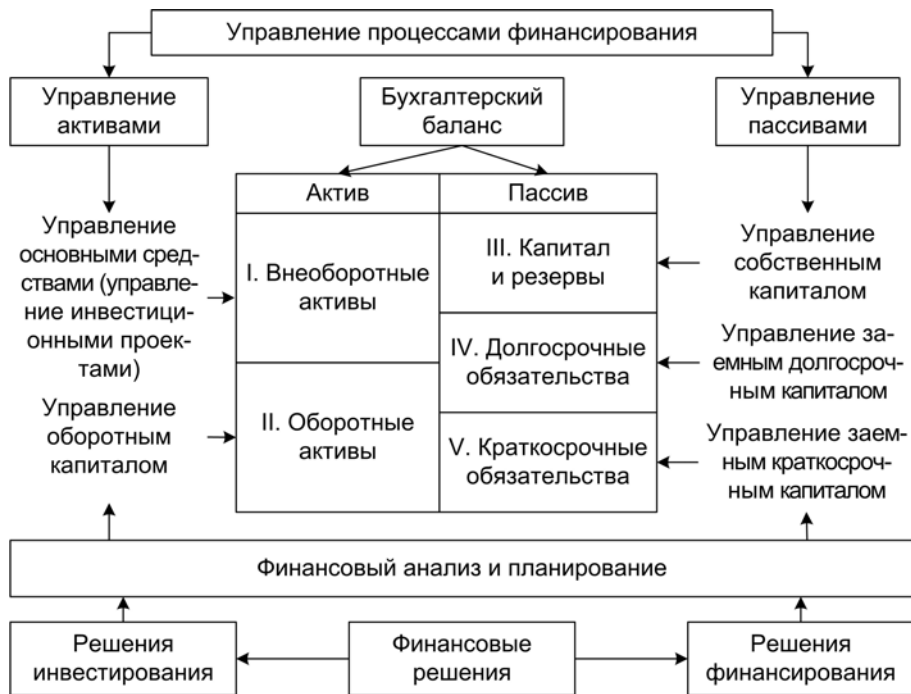 Управление процессами финансирования
Управление
активами
Бухгалтерский
баланс
Управление
пассивами
Актив
Пассив
Управление
основными сред-
ствами (управле-
ние инвестици-
онными проек-
тами)
I. Внеоборотные
активы
III. Капитал
и резервы
Управление
собственным
капиталом
IV. Долгосрочные
обязательства
Управление за-
емным долгосроч-
ным капиталом
Управление
оборотным
капиталом
II. Оборотные
активы
V. Краткосрочные
обязательства
Управление заем-
ным краткосроч-
ным капиталом
Финансовый анализ и планирование
Решения
инвестирования
Финансовые
решения
Решения
финансирования